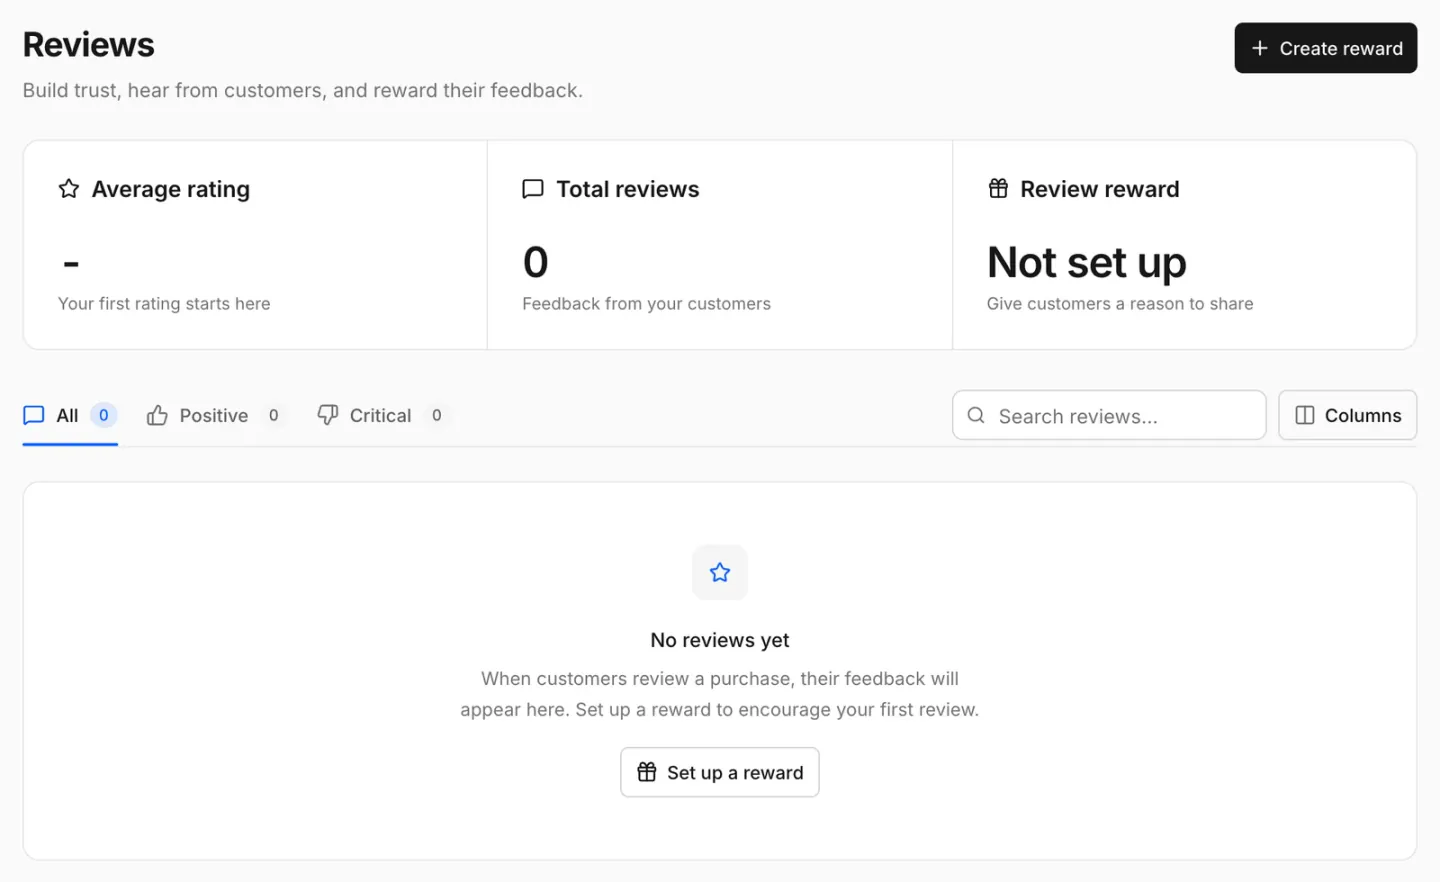 Reviews
Create reward
Build trust, hear from customers, and reward their feedback.
Average rating
-
Your first rating starts here
Total reviews
0
Feedback from your customers
Review reward
Not set up
Give customers a reason to share
All 0
Positive 0
Critical 0
Search reviews...
Columns
No reviews yet
When customers review a purchase, their feedback will
appear here. Set up a reward to encourage your first review.
Set up a reward